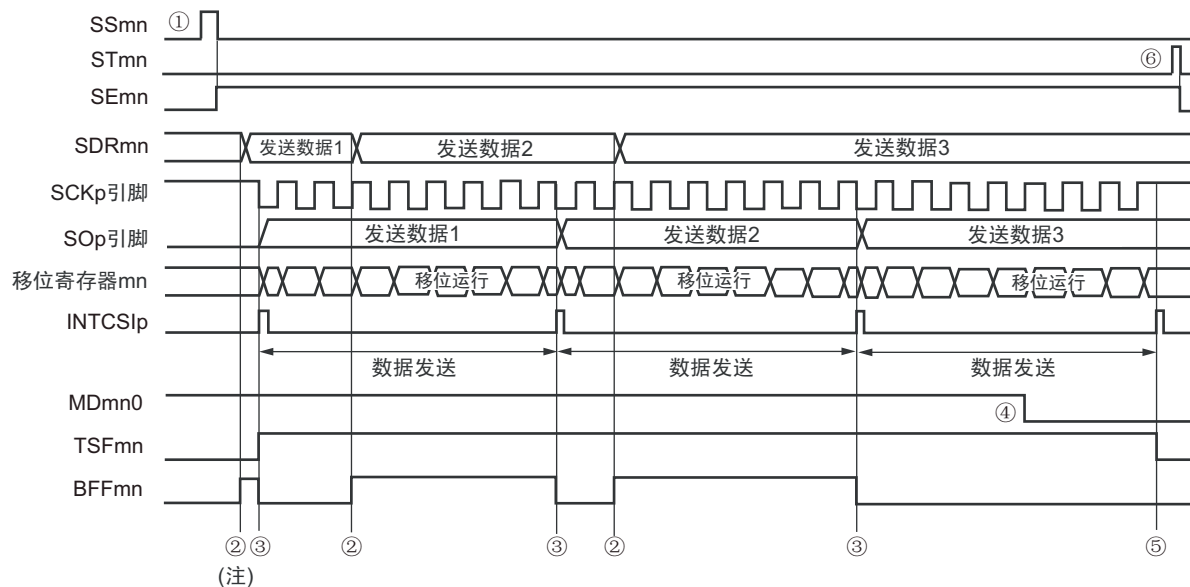 SSmn ①
STmn ⑥
SEmn
SDRmn 发送数据1 发送数据2 发送数据3
SCKp引脚
SOp引脚 发送数据1 发送数据2 发送数据3
移位寄存器mn 移位运行 移位运行 移位运行
INTCSIp
数据发送 数据发送 数据发送
MDmn0 ④
TSFmn
BFFmn
② ③ ② ③ ② ③ ⑤
(注)